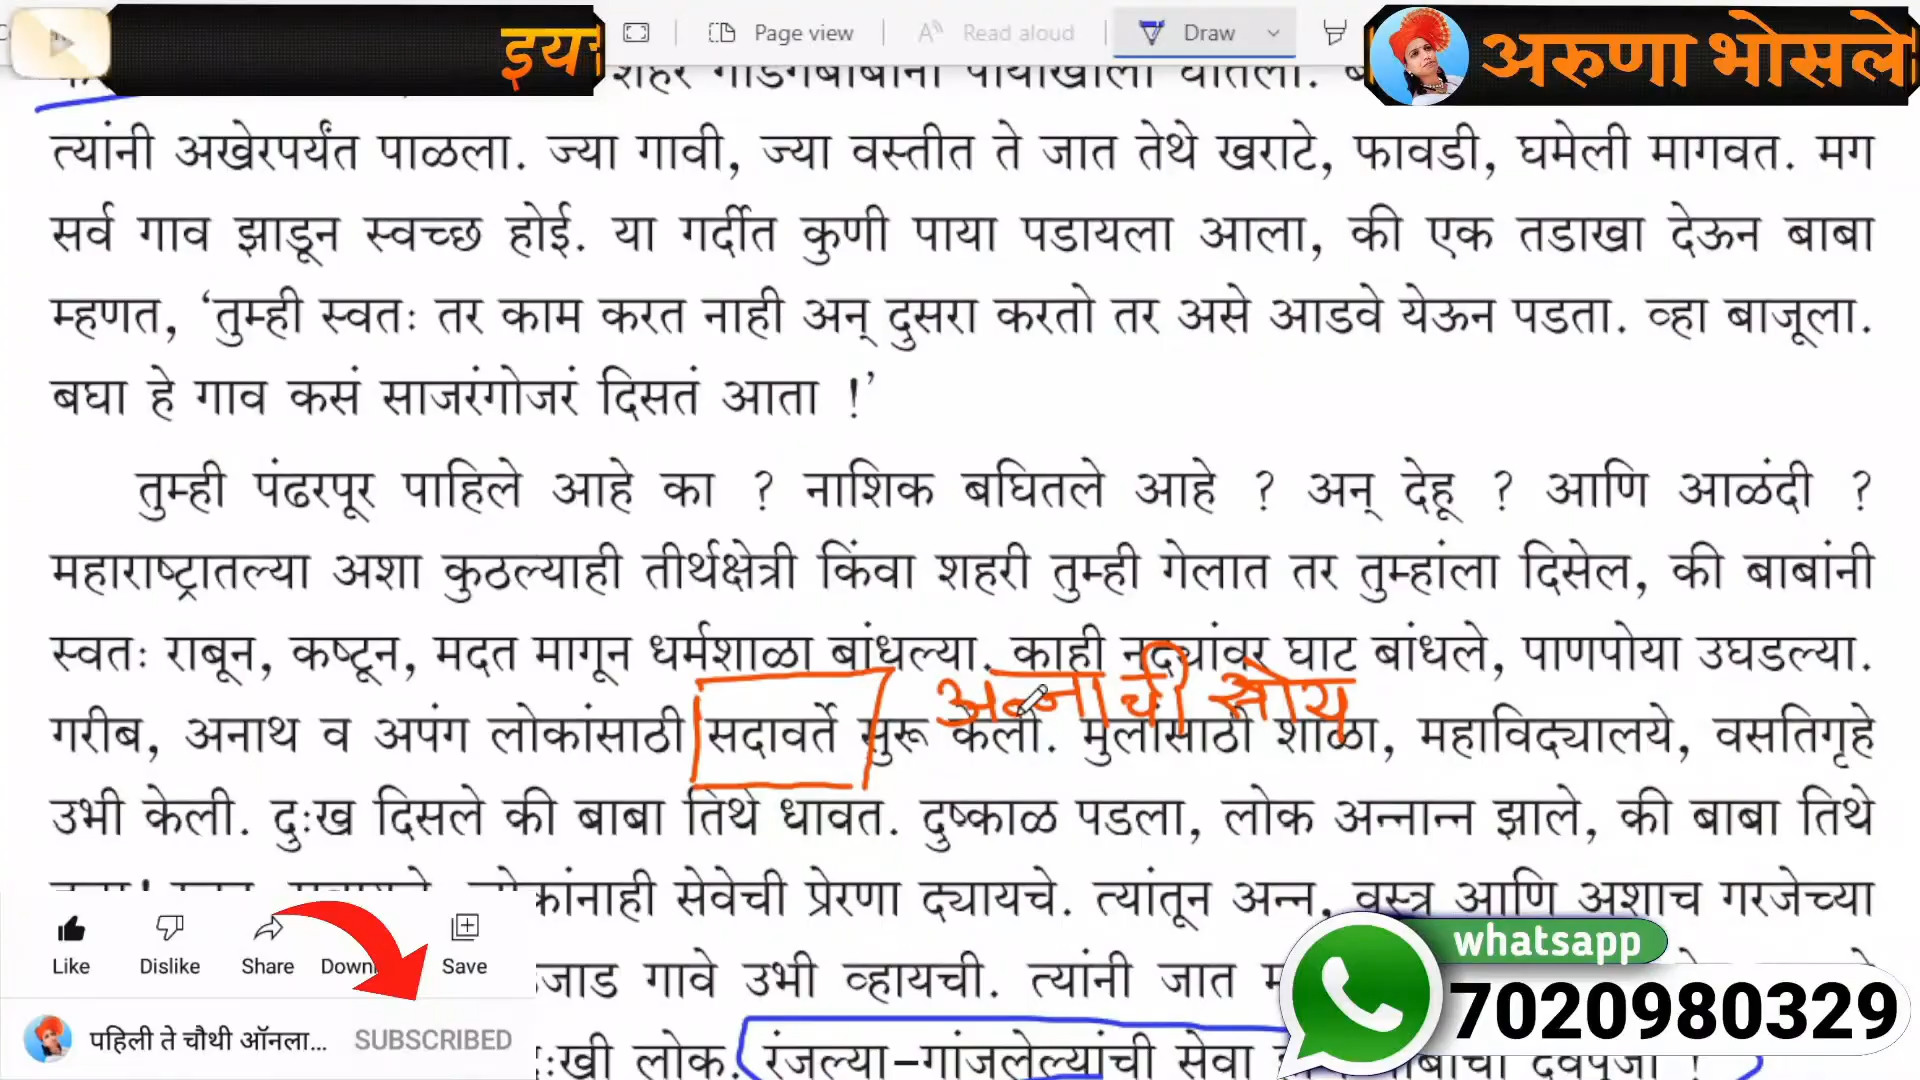 इय
Page view
Read aloud
Draw
अरुणा भोसले
शहर गाडगेबाबांनी पायाखाली घातली.
त्यांनी अखेरपर्यंत पाळला. ज्या गावी, ज्या वस्तीत ते जात तेथे खराटे, फावडी, घमेली मागवत. मग
सर्व गाव झाडून स्वच्छ होई. या गर्दीत कुणी पाया पडायला आला, की एक तडाखा देऊन बाबा
म्हणत, ‘तुम्ही स्वतः तर काम करत नाही अन् दुसरा करतो तर असे आडवे येऊन पडता. व्हा बाजूला.
बघा हे गाव कसं साजरंगोजरं दिसतं आता !’
तुम्ही पंढरपूर पाहिले आहे का ? नाशिक बघितले आहे ? अन् देहू ? आणि आळंदी ?
महाराष्ट्रातल्या अशा कुठल्याही तीर्थक्षेत्री किंवा शहरी तुम्ही गेलात तर तुम्हांला दिसेल, की बाबांनी
स्वतः राबून, कष्टून, मदत मागून धर्मशाळा बांधल्या. काही नद्यांवर घाट बांधले, पाणपोया उघडल्या.
अन्नाची सोय
गरीब, अनाथ व अपंग लोकांसाठी सदावर्ते सुरू केली. मुलांसाठी शाळा, महाविद्यालये, वसतिगृहे
उभी केली. दुःख दिसले की बाबा तिथे धावत. दुष्काळ पडला, लोक अन्नान्न झाले, की बाबा तिथे
सेवेची प्रेरणा द्यायचे. त्यांतून अन्न, वस्त्र आणि अशाच गरजेच्या
गावे उभी व्हायची. त्यांनी जात
लोक. रंजल्या-गांजलेल्यांची सेवा देवपूजा !
Like
Dislike
Share
Down
Save
पहिली ते चौथी ऑनला...
SUBSCRIBED
whatsapp
7020980329